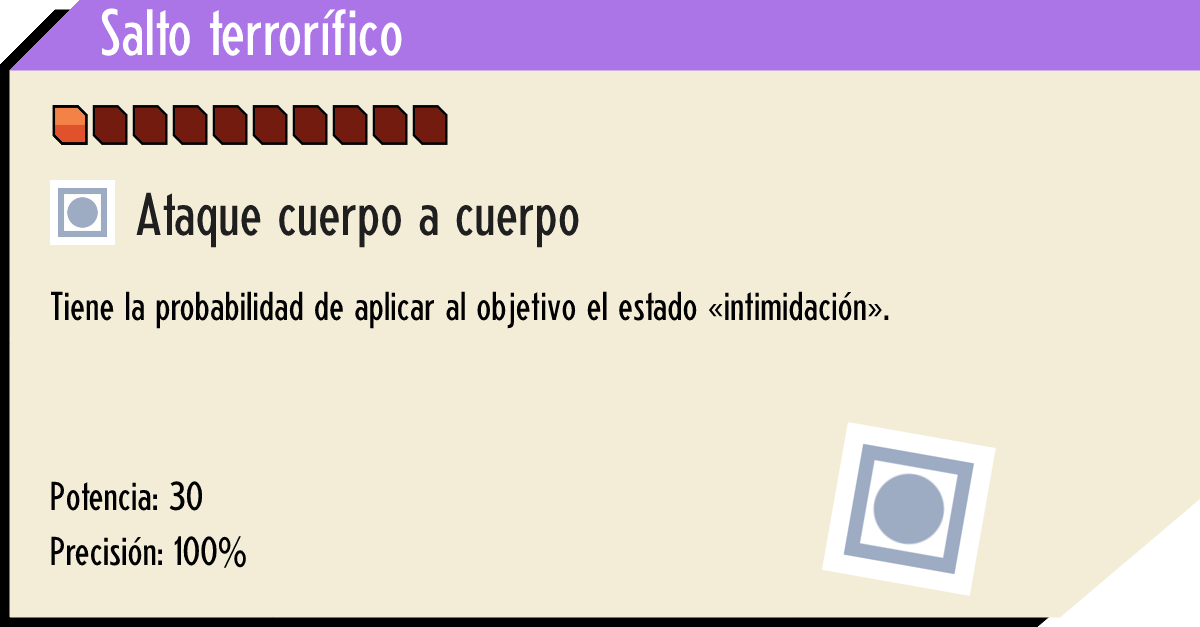 Salto terrorífico
Ataque cuerpo a cuerpo
Tiene la probabilidad de aplicar al objetivo el estado «intimidación».
Potencia: 30
Precisión: 100%